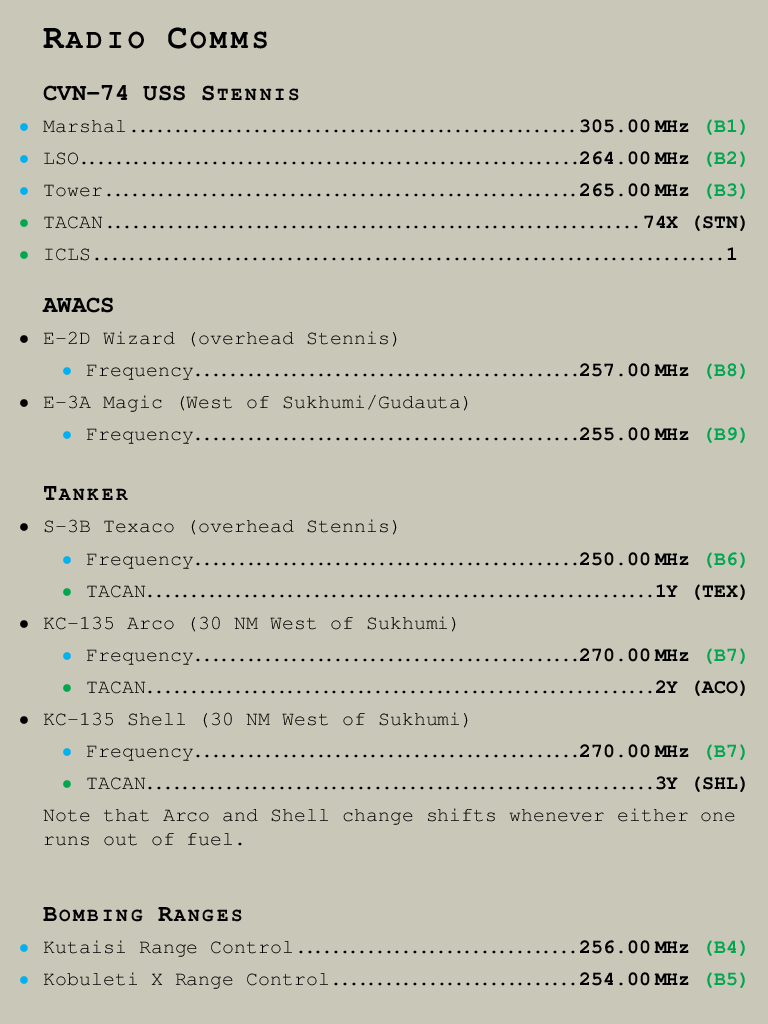 Radio Comms
CVN-74 USS Stennis
• Marshal..................................................305.00 MHz (B1)
• LSO........................................................264.00 MHz (B2)
• Tower.....................................................265.00 MHz (B3)
• TACAN............................................................74X (STN)
• ICLS......................................................................1
AWACS
• E-2D Wizard (overhead Stennis)
• Frequency...........................................257.00 MHz (B8)
• E-3A Magic (West of Sukhumi/Gudauta)
• Frequency...........................................255.00 MHz (B9)
Tanker
• S-3B Texaco (overhead Stennis)
• Frequency...........................................250.00 MHz (B6)
• TACAN.........................................................1Y (TEX)
• KC-135 Arco (30 NM West of Sukhumi)
• Frequency...........................................270.00 MHz (B7)
• TACAN.........................................................2Y (ACO)
• KC-135 Shell (30 NM West of Sukhumi)
• Frequency...........................................270.00 MHz (B7)
• TACAN.........................................................3Y (SHL)
Note that Arco and Shell change shifts whenever either one
runs out of fuel.
Bombing Ranges
• Kutaisi Range Control...............................256.00 MHz (B4)
• Kobuleti X Range Control...........................254.00 MHz (B5)